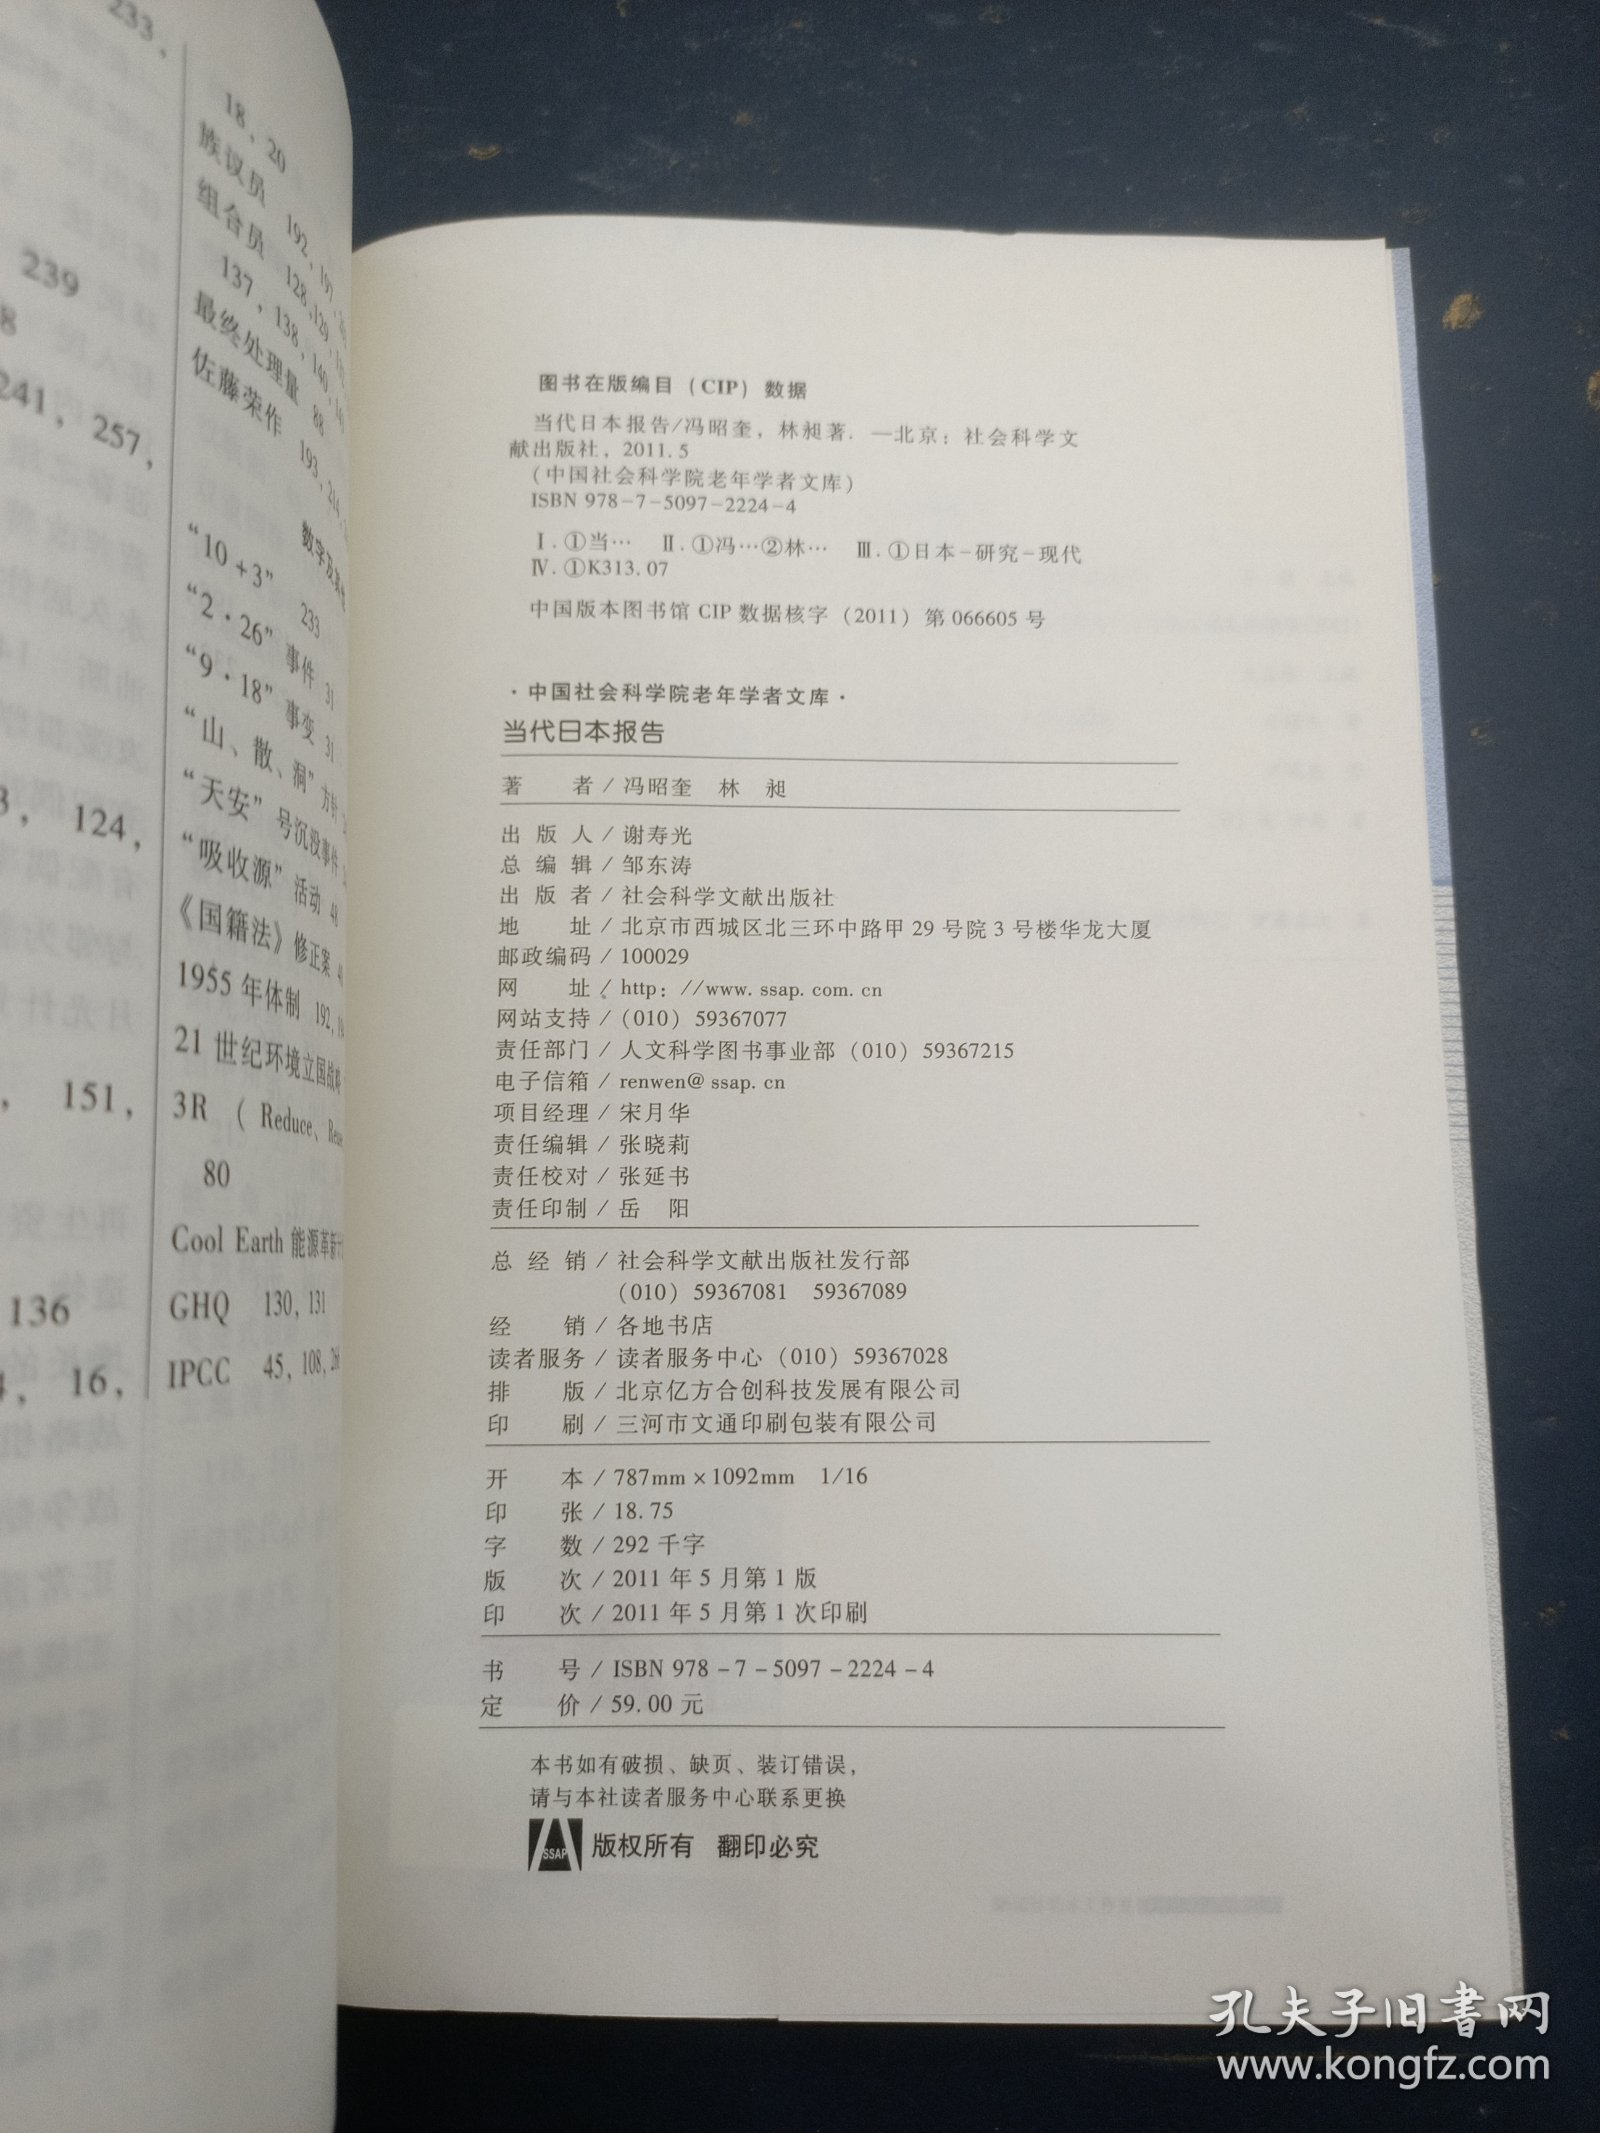 233，
239
8
241，257，
3，124，
，151，
136
4，16，
18、20
族议员 192，197，
组合员 128，129，
137，138，140，
最终处理量 88
佐藤荣作 193，214，
“10＋3” 233
“2·26”事件 31
“9·18”事变 31
“山、散、洞”方针
“天安”号沉没事件
“吸收源”活动 48
《国籍法》修正案
1955 年体制 192，
21 世纪环境立国战略
3R （Reduce、
80
Cool Earth 能源革新计
GHQ 130，131
IPCC 45，108，
图书在版编目（CIP）数据
当代日本报告/冯昭奎，林昶著．—北京：社会科学文
献出版社，2011.5
（中国社会科学院老年学者文库）
ISBN 978-7-5097-2224-4
Ⅰ．①当… Ⅱ．①冯…②林… Ⅲ．①日本-研究-现代
Ⅳ．①K313.07
中国版本图书馆 CIP 数据核字（2011）第 066605 号
·中国社会科学院老年学者文库·
当代日本报告
著 者 / 冯昭奎 林 昶
出 版 人 / 谢寿光
总 编 辑 / 邹东涛
出 版 者 / 社会科学文献出版社
地 址 / 北京市西城区北三环中路甲 29 号院 3 号楼华龙大厦
邮政编码 / 100029
网 址 / http：//www.ssap.com.cn
网站支持 /（010）59367077
责任部门 / 人文科学图书事业部（010）59367215
电子信箱 / renwen@ssap.cn
项目经理 / 宋月华
责任编辑 / 张晓莉
责任校对 / 张延书
责任印制 / 岳 阳
总 经 销 / 社会科学文献出版社发行部
（010）59367081 59367089
经 销 / 各地书店
读者服务 / 读者服务中心（010）59367028
排 版 / 北京亿方合创科技发展有限公司
印 刷 / 三河市文通印刷包装有限公司
开 本 / 787mm×1092mm 1/16
印 张 / 18.75
字 数 / 292 千字
版 次 / 2011 年 5 月第 1 版
印 次 / 2011 年 5 月第 1 次印刷
书 号 / ISBN 978-7-5097-2224-4
定 价 / 59.00 元
本书如有破损、缺页、装订错误，
请与本社读者服务中心联系更换
SSAP
版权所有 翻印必究
孔夫子旧书网
www.kongfz.com